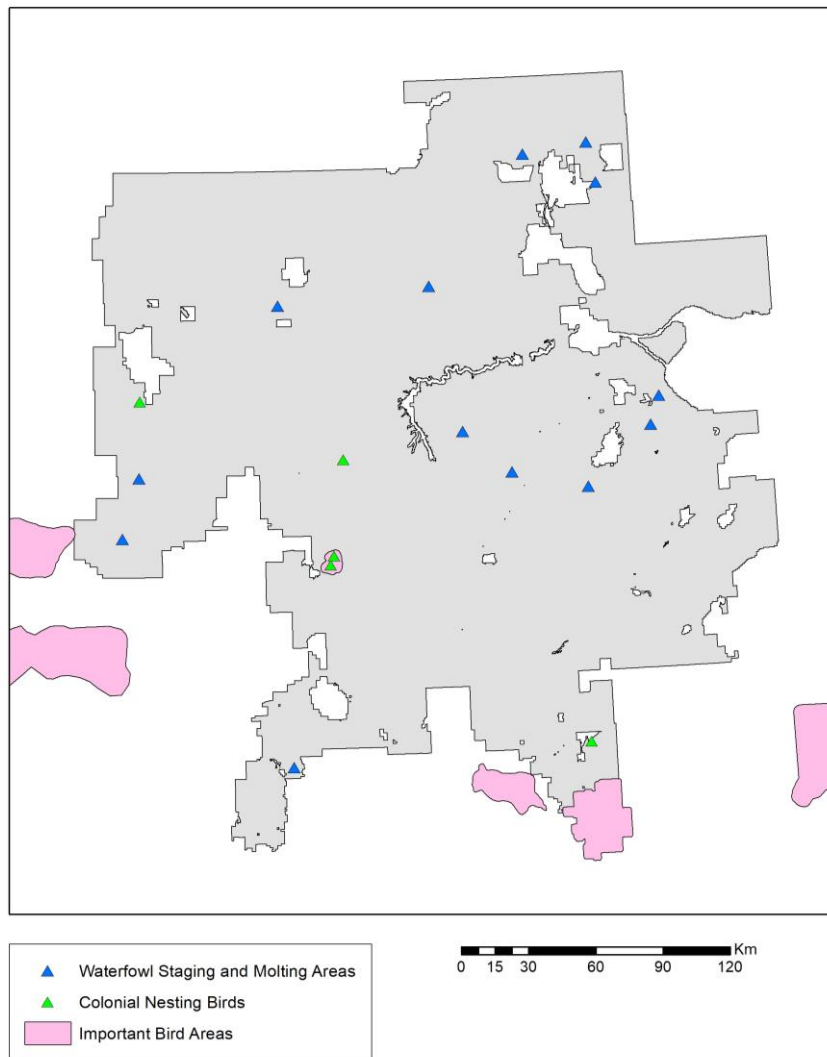 Waterfowl Staging and Molting Areas
Colonial Nesting Birds
Important Bird Areas
Km
0 15 30 60 90 120